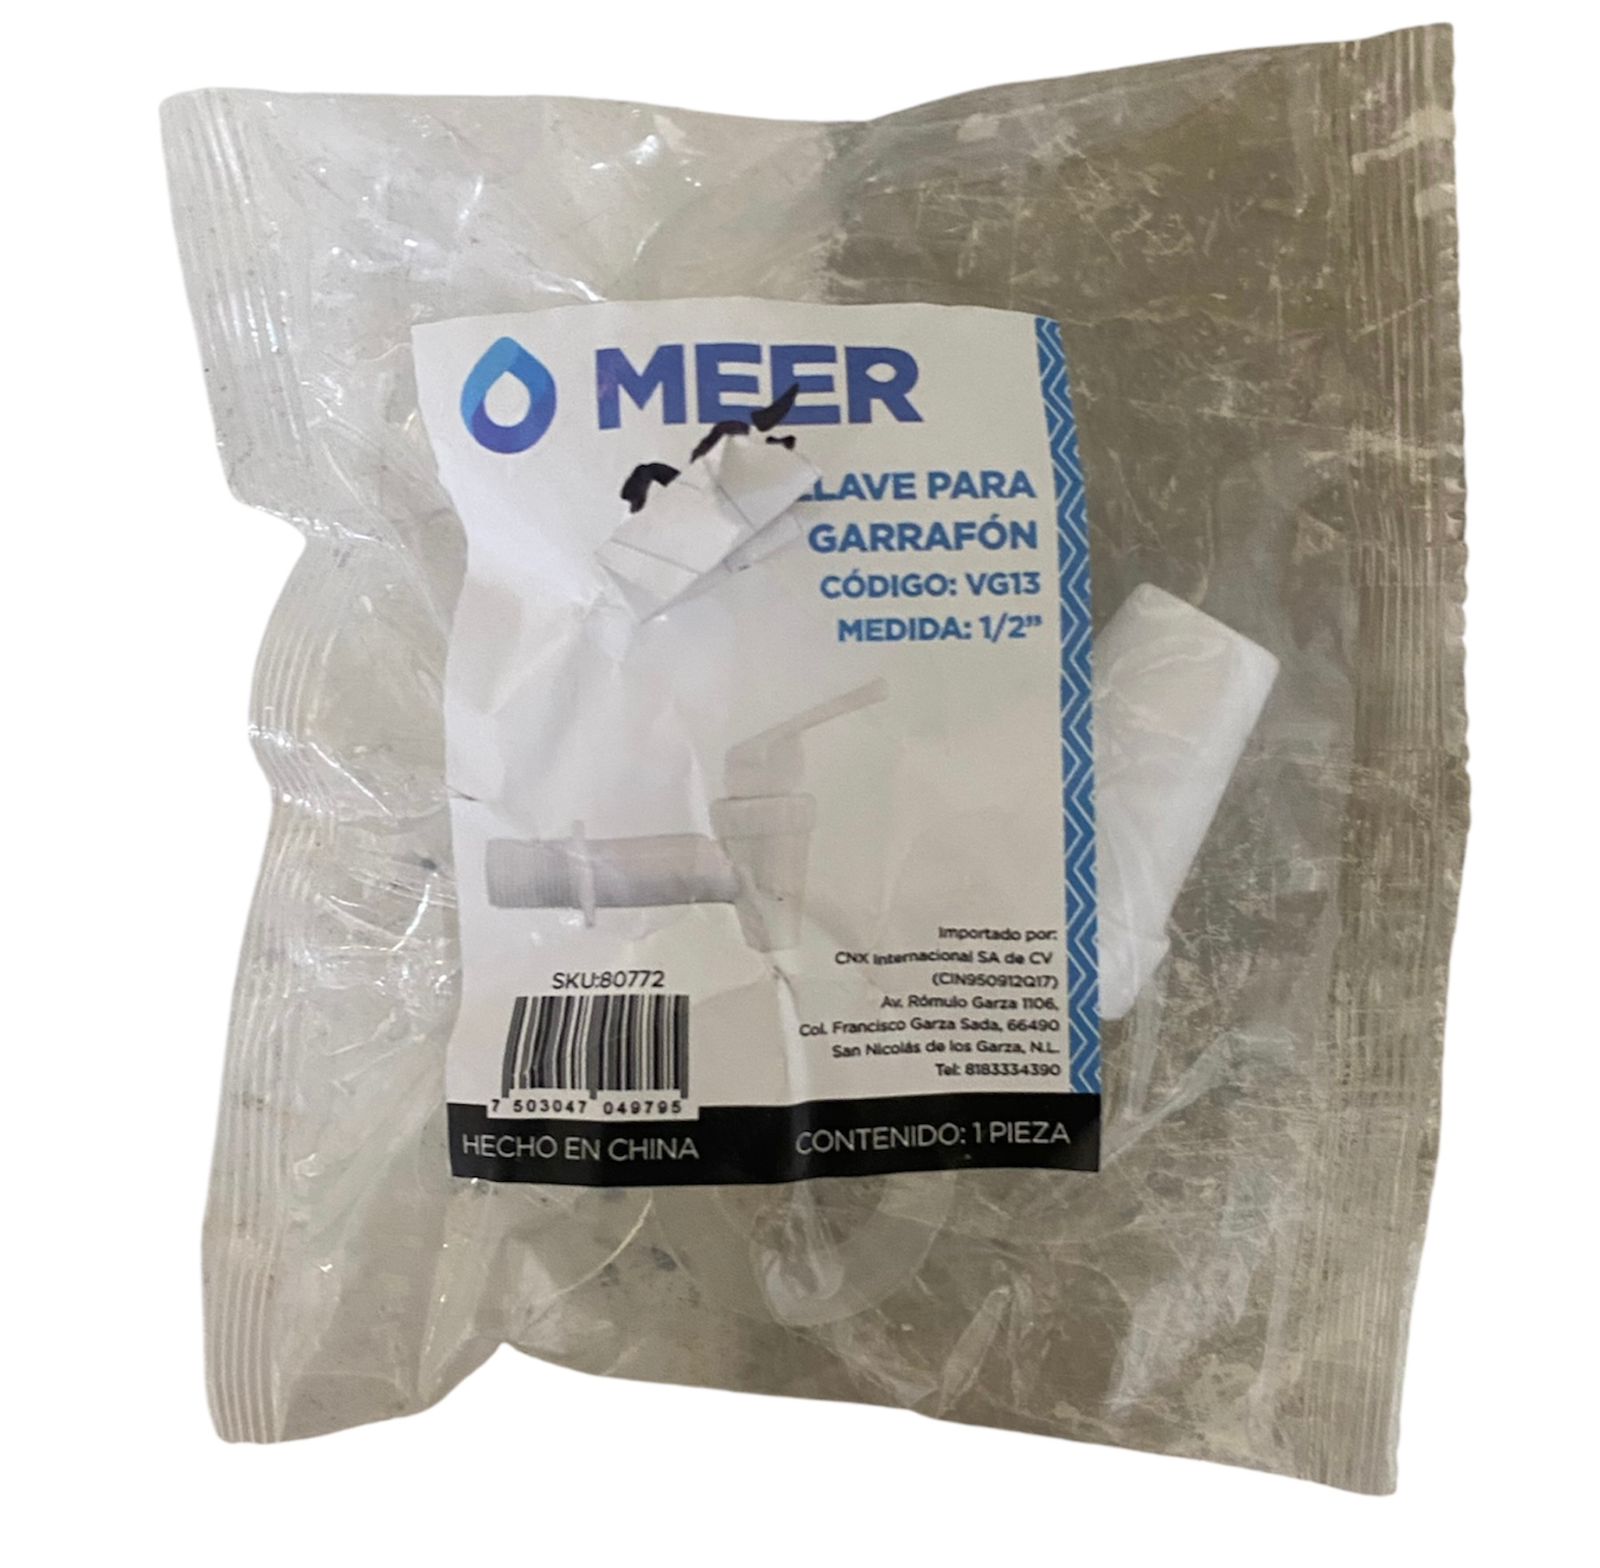 MEER
LLAVE PARA
GARRAFÓN
CÓDIGO: VG13
MEDIDA: 1/2”
Importado por:
CNX Internacional SA de CV
(CIN950912Q17)
Av. Rómulo Garza 1106,
Col. Francisco Garza Sada, 66490
San Nicolás de los Garza, N.L.
Tel: 8183334390
SKU:80772
7 503047 049795
HECHO EN CHINA
CONTENIDO: 1 PIEZA